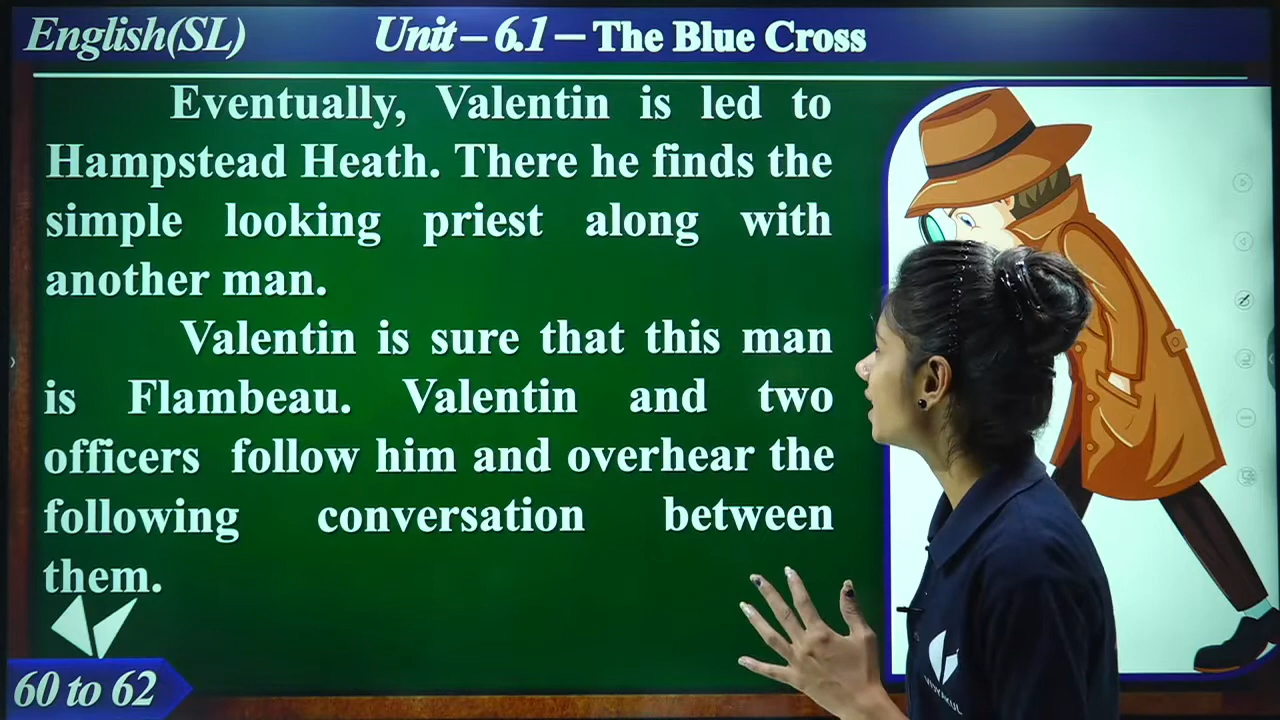 English(SL) Unit – 6.1 – The Blue Cross
Eventually, Valentin is led to
Hampstead Heath. There he finds the
simple looking priest along with
another man.
Valentin is sure that this man
is Flambeau. Valentin and two
officers follow him and overhear the
following conversation between
them.
60 to 62
VIDYAKUL